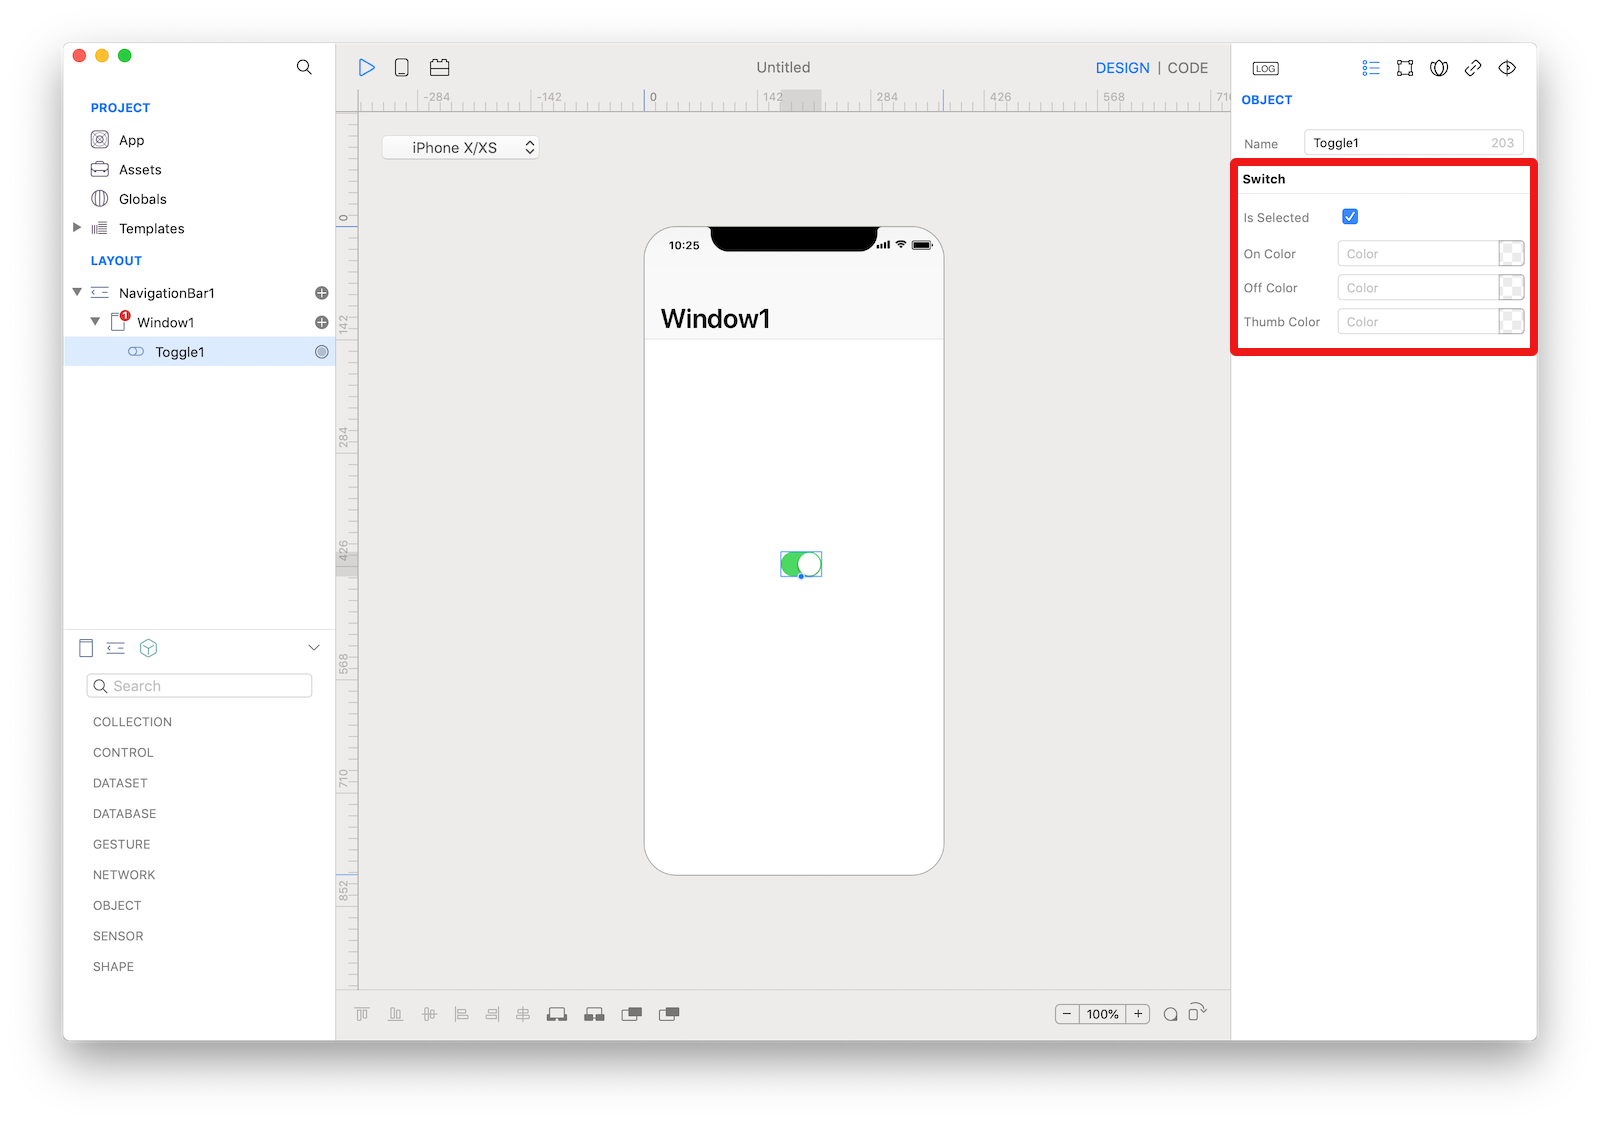 Untitled
DESIGN | CODE
LOG
PROJECT
App
Assets
Globals
Templates
LAYOUT
NavigationBar1
1
Window1
Toggle1
Search
COLLECTION
CONTROL
DATASET
DATABASE
GESTURE
NETWORK
OBJECT
SENSOR
SHAPE
-284
-142
0
142
284
426
568
710
0
142
284
426
568
710
852
iPhone X/XS
10:25
Window1
− 100% +
OBJECT
Name Toggle1 203
Switch
Is Selected
On Color Color
Off Color Color
Thumb Color Color